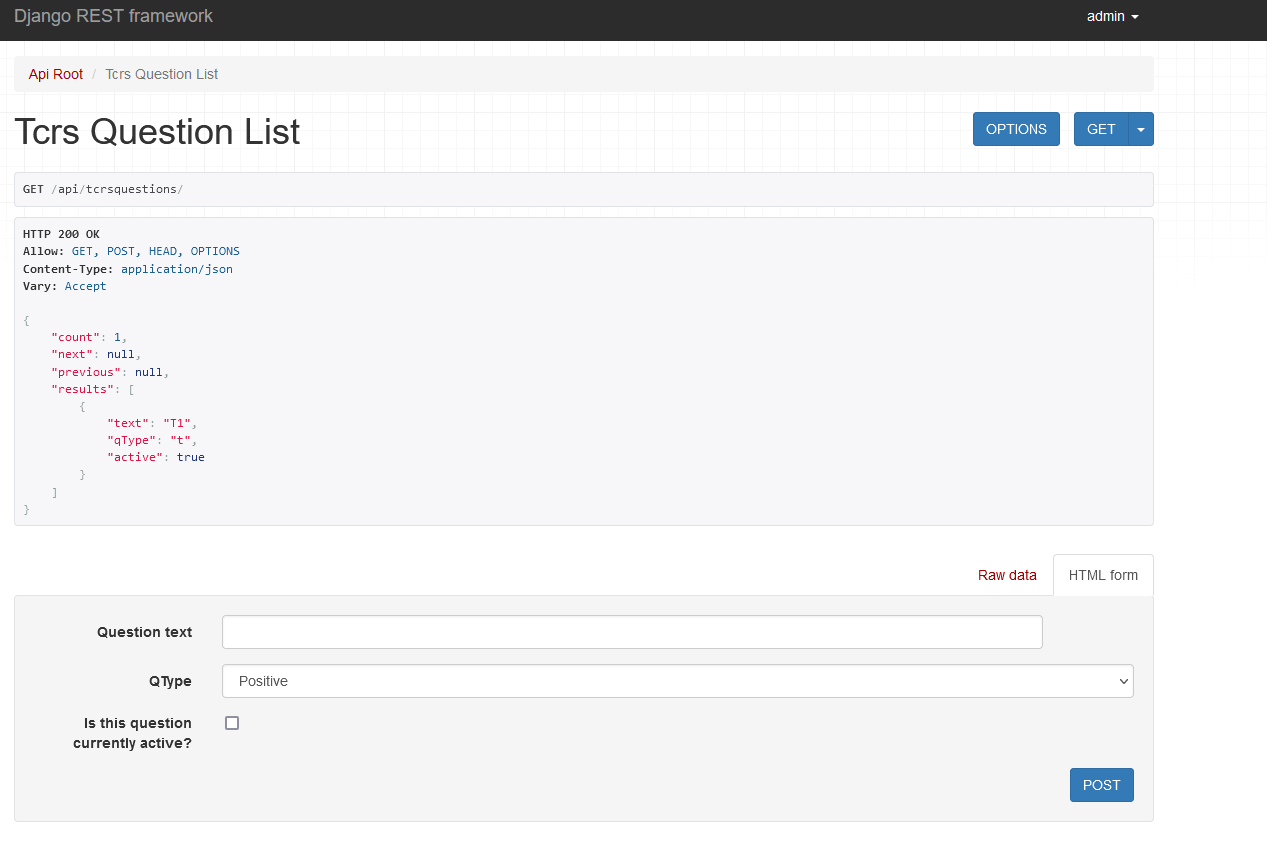 Django REST framework
admin
Api Root / Tcrs Question List
Tcrs Question List
OPTIONS
GET
GET /api/tcrsquestions/
HTTP 200 OK
Allow: GET, POST, HEAD, OPTIONS
Content-Type: application/json
Vary: Accept
{
    "count": 1,
    "next": null,
    "previous": null,
    "results": [
        {
            "text": "T1",
            "qType": "t",
            "active": true
        }
    ]
}
Raw data
HTML form
Question text
QType
Positive
Is this question
currently active?
POST